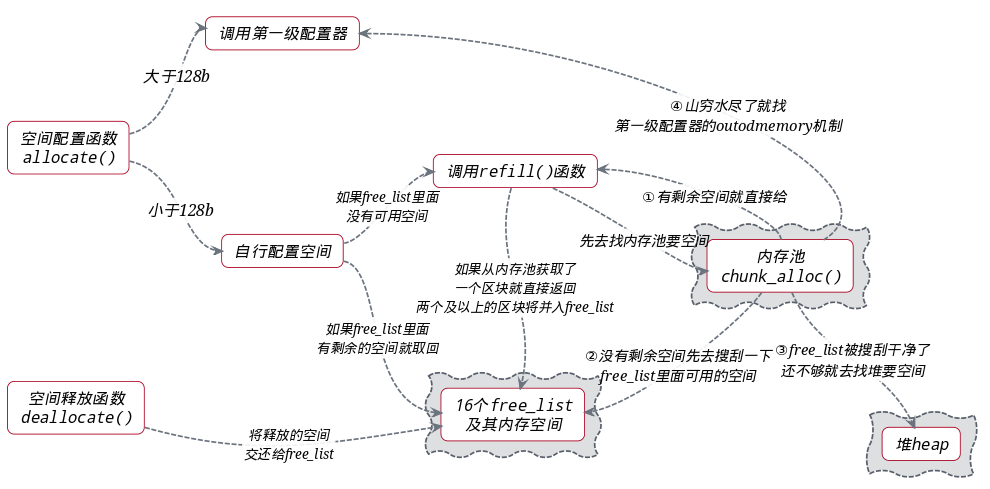 调用第一级配置器
大于128b
④山穷水尽了就找
第一级配置器的outodmemory机制
空间配置函数
allocate()
调用refill()函数
如果free_list里面
没有可用空间
①有剩余空间就直接给
小于128b
自行配置空间
先去找内存池要空间
内存池
chunk_alloc()
如果从内存池获取了
一个区块就直接返回
两个及以上的区块将并入free_list
如果free_list里面
有剩余的空间就取回
②没有剩余空间先去搜刮一下
free_list里面可用的空间
③free_list被搜刮干净了
还不够就去找堆要空间
空间释放函数
deallocate()
16个free_list
及其内存空间
将释放的空间
交还给free_list
堆heap